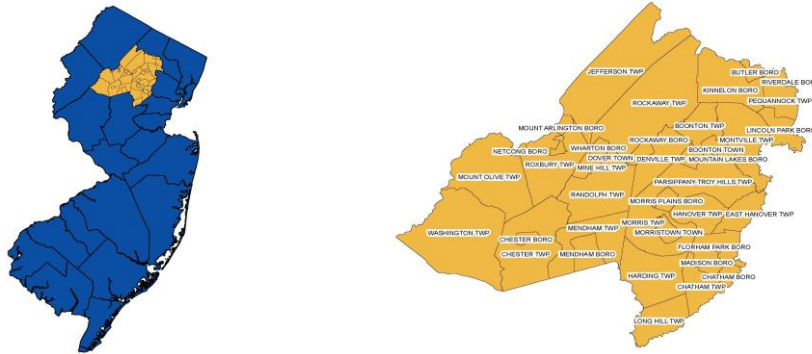 BUTLER BORO
JEFFERSON TWP
RIVERDALE BORO
KINNELON BORO
ROCKAWAY TWP
PEQUANNOCK TWP
MOUNT ARLINGTON BORO
BOONTON TWP
LINCOLN PARK BORO
ROCKAWAY BORO
MONTVILLE TWP
NETCONG BORO
WHARTON BORO
BOONTON TOWN
DOVER TOWN
DENVILLE TWP
MOUNTAIN LAKES BORO
ROXBURY TWP
MINE HILL TWP
MOUNT OLIVE TWP
PARSIPPANY-TROY HILLS TWP
RANDOLPH TWP
MORRIS PLAINS BORO
HANOVER TWP
EAST HANOVER TWP
MORRIS TWP
MENDHAM TWP
WASHINGTON TWP
MORRISTOWN TOWN
CHESTER BORO
FLORHAM PARK BORO
CHESTER TWP
MENDHAM BORO
MADISON BORO
HARDING TWP
CHATHAM BORO
CHATHAM TWP
LONG HILL TWP